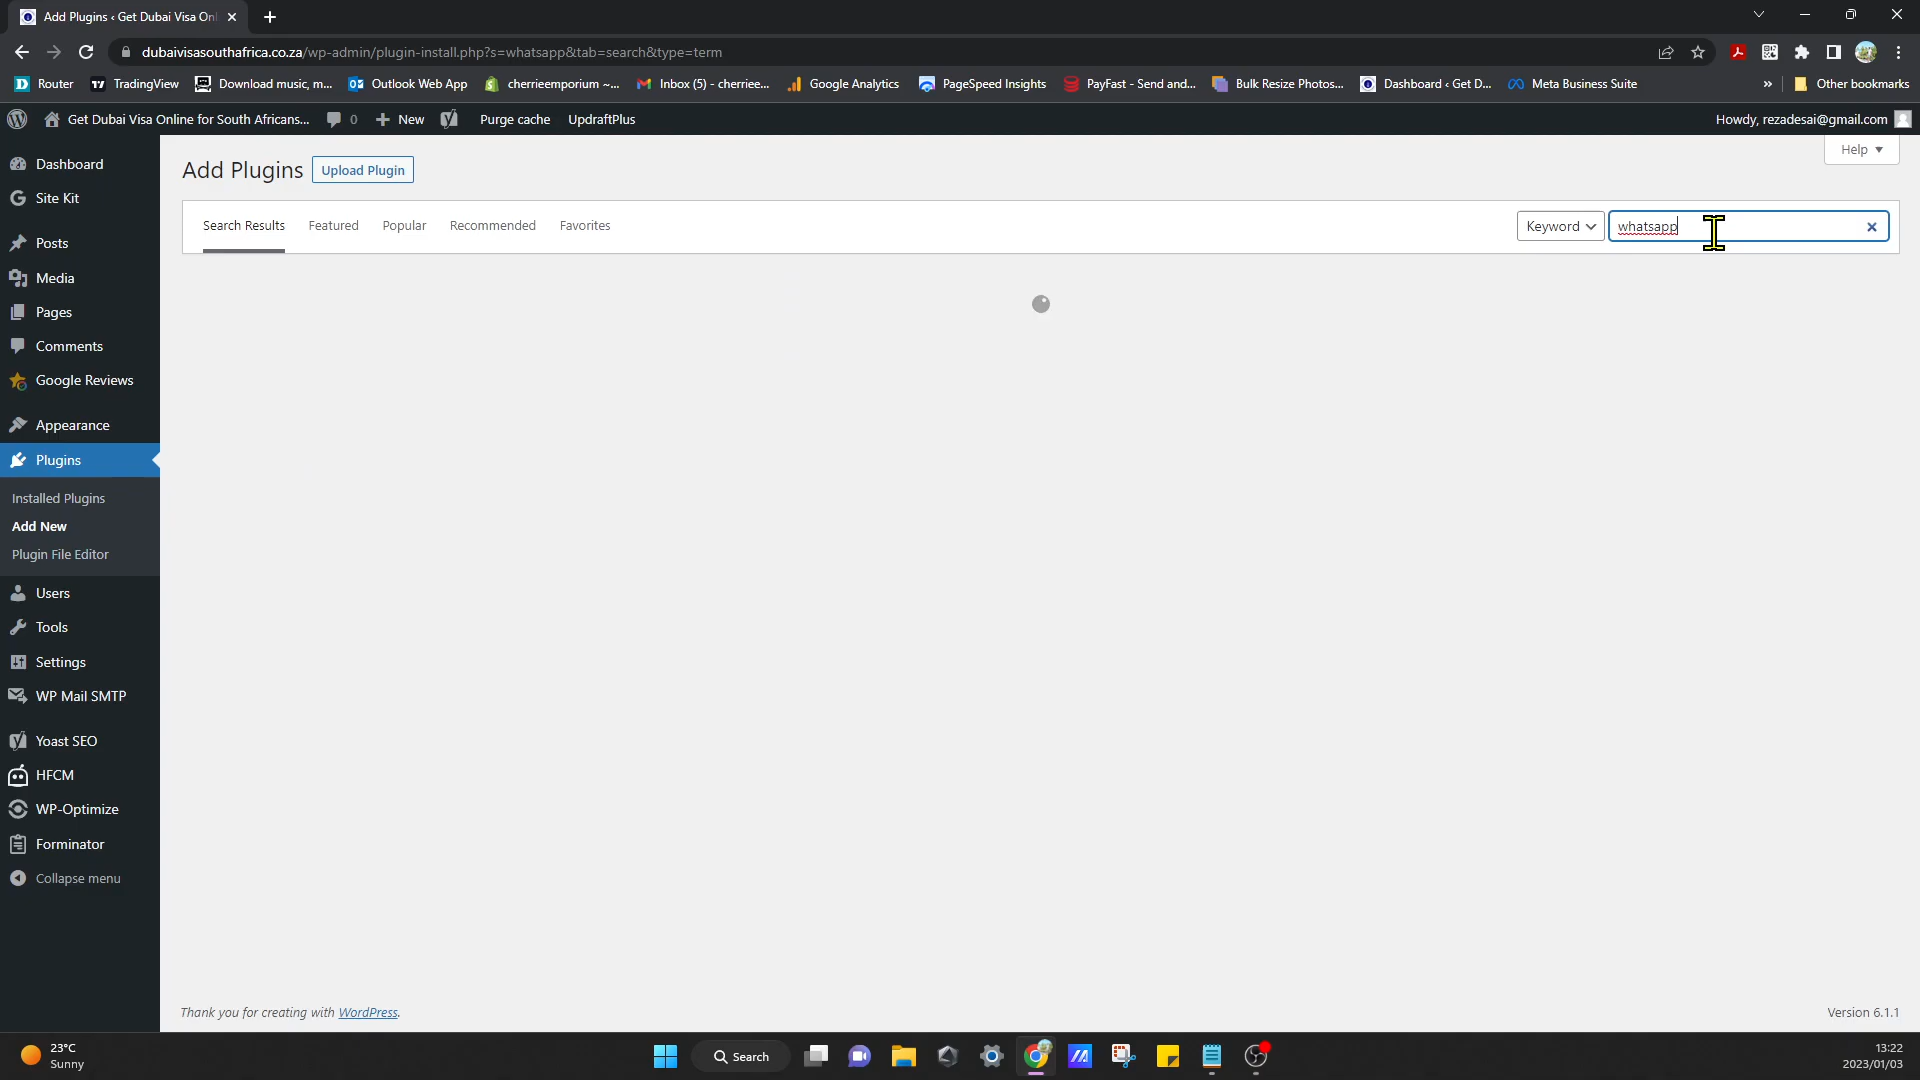 Add Plugins ‹ Get Dubai Visa Onl
dubaivisasouthafrica.co.za/wp-admin/plugin-install.php?s=whatsapp&tab=search&type=term
Router TradingView Download music, m... Outlook Web App cherrieemporium ~... Inbox (5) - cherriee... Google Analytics PageSpeed Insights PayFast - Send and... Bulk Resize Photos... Dashboard ‹ Get D... Meta Business Suite » Other bookmarks
Get Dubai Visa Online for South Africans... 0 New Purge cache UpdraftPlus Howdy, rezadesai@gmail.com
Help
Add Plugins Upload Plugin
Search Results Featured Popular Recommended Favorites Keyword whatsapp
Dashboard
Site Kit
Posts
Media
Pages
Comments
Google Reviews
Appearance
Plugins
Installed Plugins
Add New
Plugin File Editor
Users
Tools
Settings
WP Mail SMTP
Yoast SEO
HFCM
WP-Optimize
Forminator
Collapse menu
Thank you for creating with WordPress. Version 6.1.1
23°C
Sunny
Search
13:22
2023/01/03